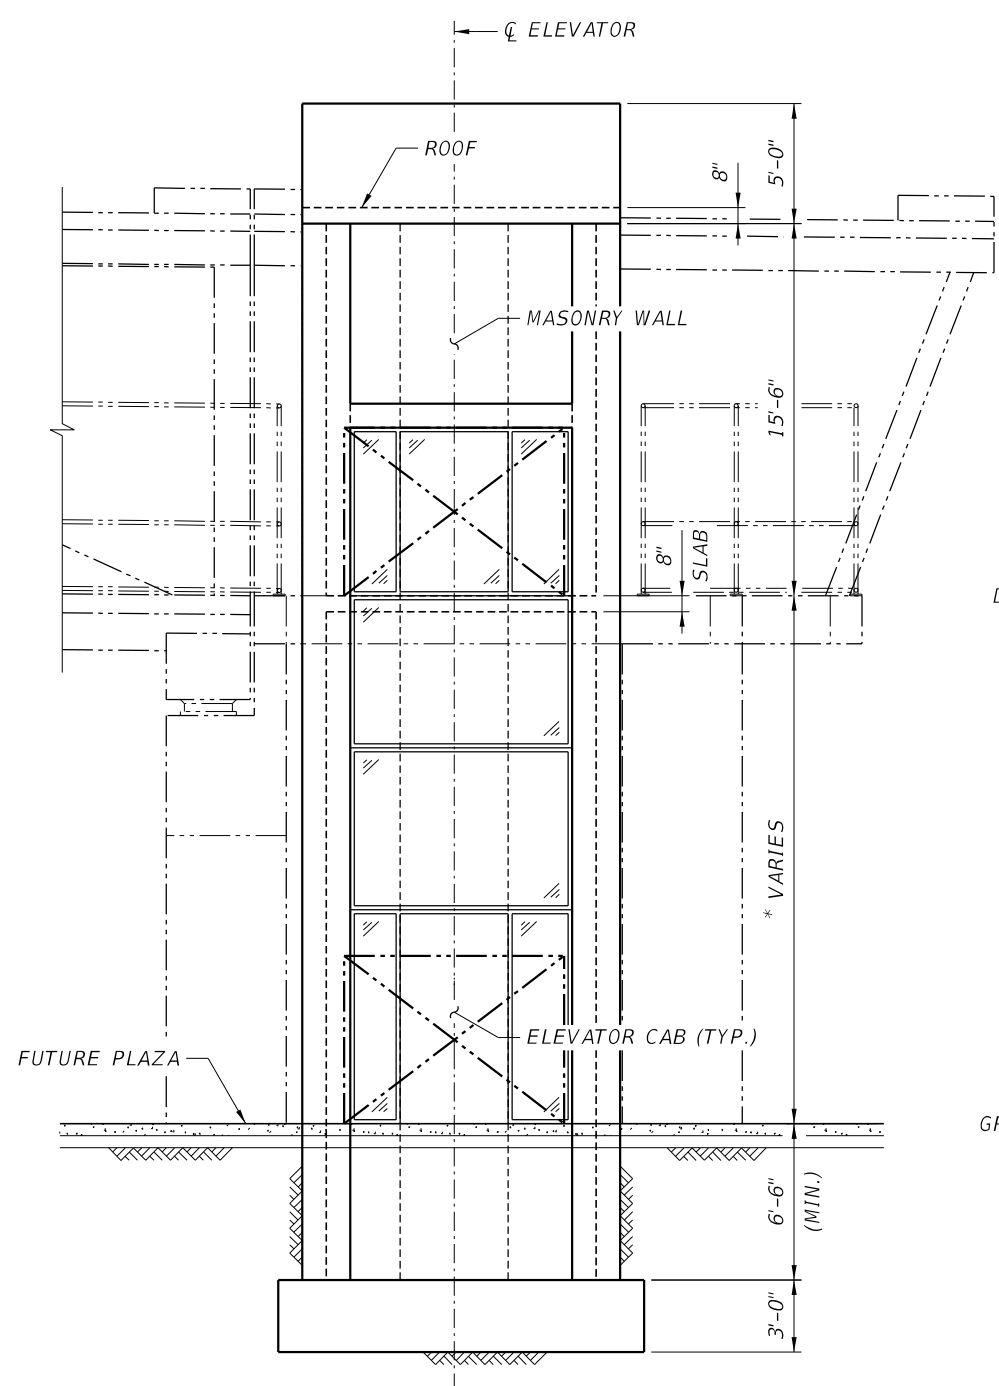 ℄ ELEVATOR
ROOF
8"
5'-0"
MASONRY WALL
15'-6"
8"
SLAB
* VARIES
ELEVATOR CAB (TYP.)
FUTURE PLAZA
6'-6"
(MIN.)
3'-0"